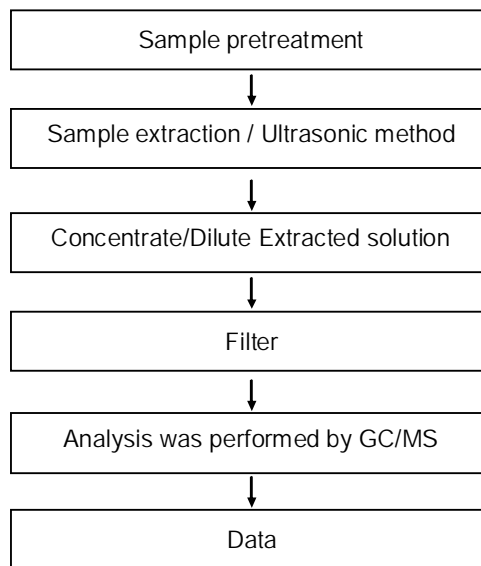 Sample pretreatment
Sample extraction / Ultrasonic method
Concentrate/Dilute Extracted solution
Filter
Analysis was performed by GC/MS
Data